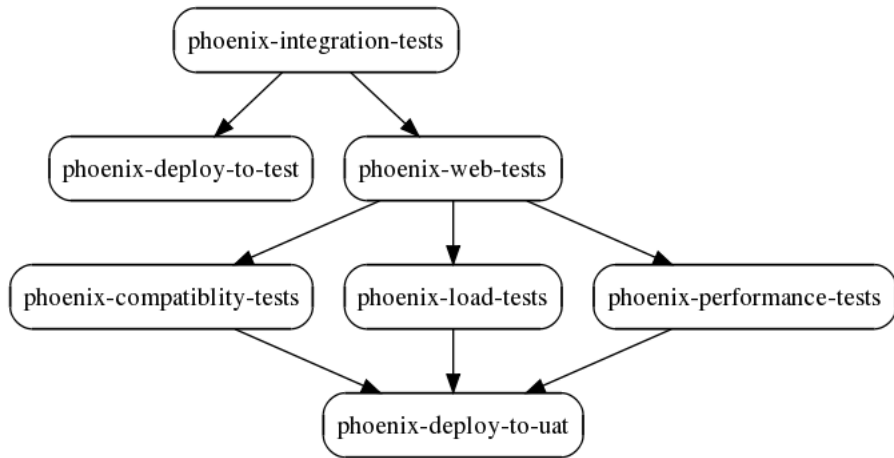 phoenix-integration-tests
phoenix-deploy-to-test
phoenix-web-tests
phoenix-compatiblity-tests
phoenix-load-tests
phoenix-performance-tests
phoenix-deploy-to-uat